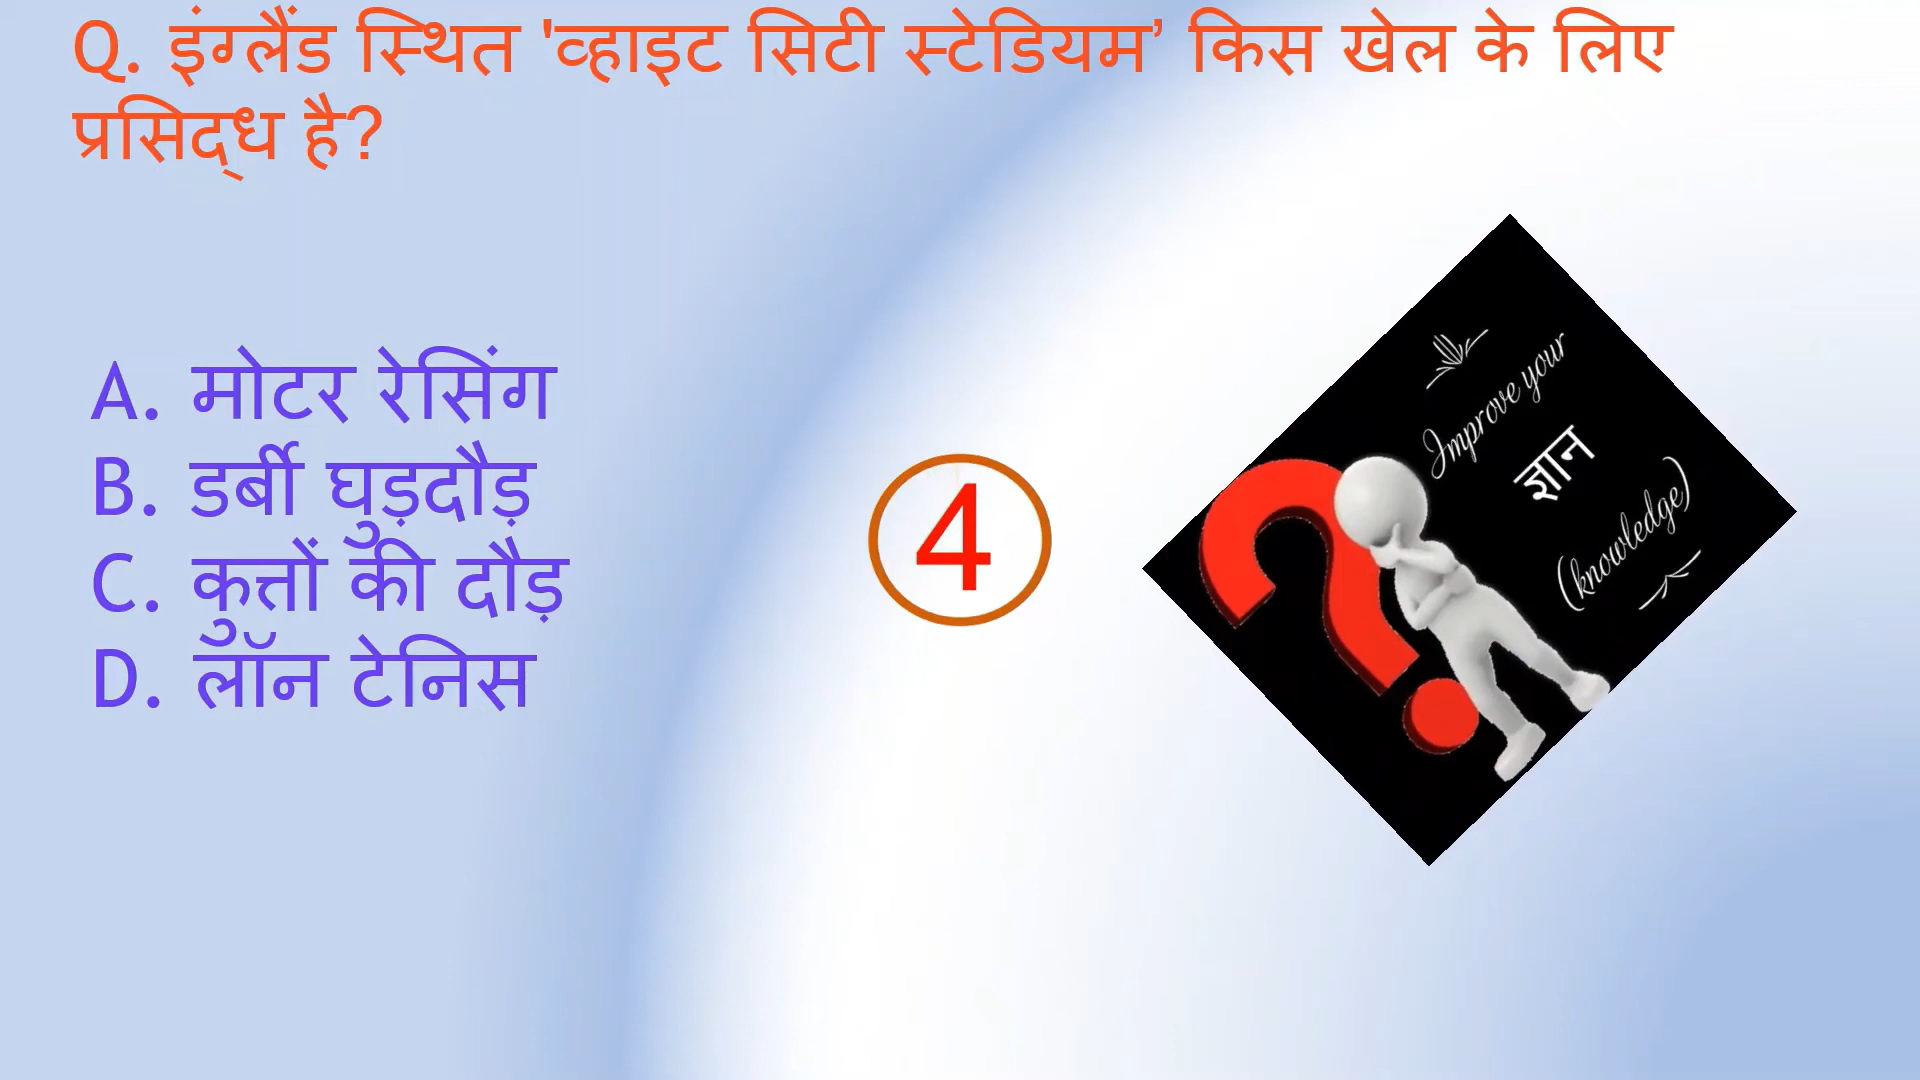 Q. इंग्लैंड स्थित 'व्हाइट सिटी स्टेडियम’ किस खेल के लिए
प्रसिद्ध है?
A. मोटर रेसिंग
B. डर्बी घुड़दौड़
C. कुत्तों की दौड़
D. लॉन टेनिस
4
Improve your
ज्ञान
(knowledge)